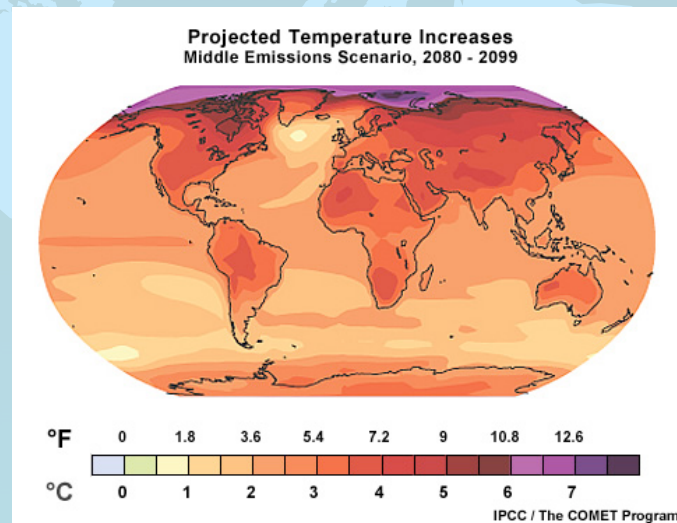 Projected Temperature Increases
Middle Emissions Scenario, 2080 - 2099
°F 0 1.8 3.6 5.4 7.2 9 10.8 12.6
°C 0 1 2 3 4 5 6 7
IPCC / The COMET Program